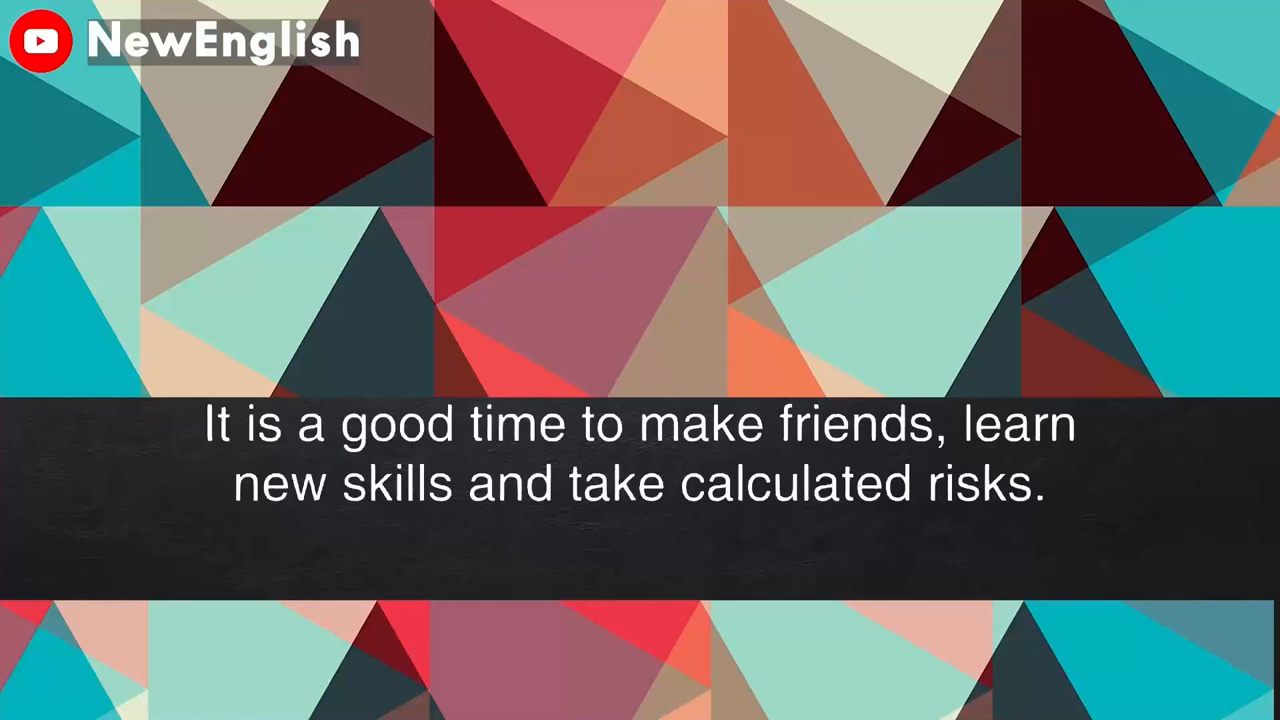 NewEnglish
It is a good time to make friends, learn
new skills and take calculated risks.